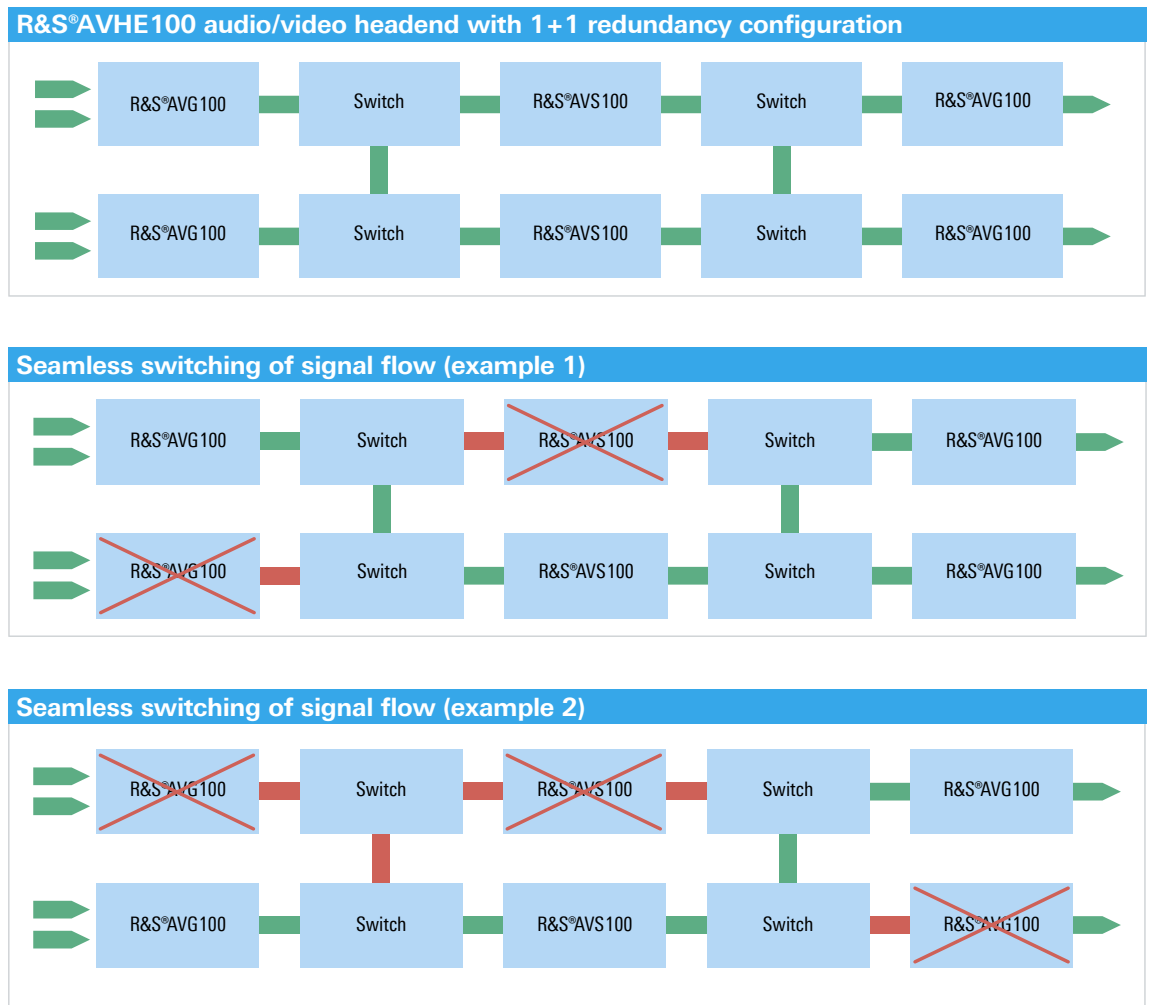 R&S®AVHE100 audio/video headend with 1+1 redundancy configuration
R&S®AVG100 Switch R&S®AVS100 Switch R&S®AVG100
R&S®AVG100 Switch R&S®AVS100 Switch R&S®AVG100
Seamless switching of signal flow (example 1)
R&S®AVG100 Switch R&S®AVS100 Switch R&S®AVG100
R&S®AVG100 Switch R&S®AVS100 Switch R&S®AVG100
Seamless switching of signal flow (example 2)
R&S®AVG100 Switch R&S®AVS100 Switch R&S®AVG100
R&S®AVG100 Switch R&S®AVS100 Switch R&S®AVG100